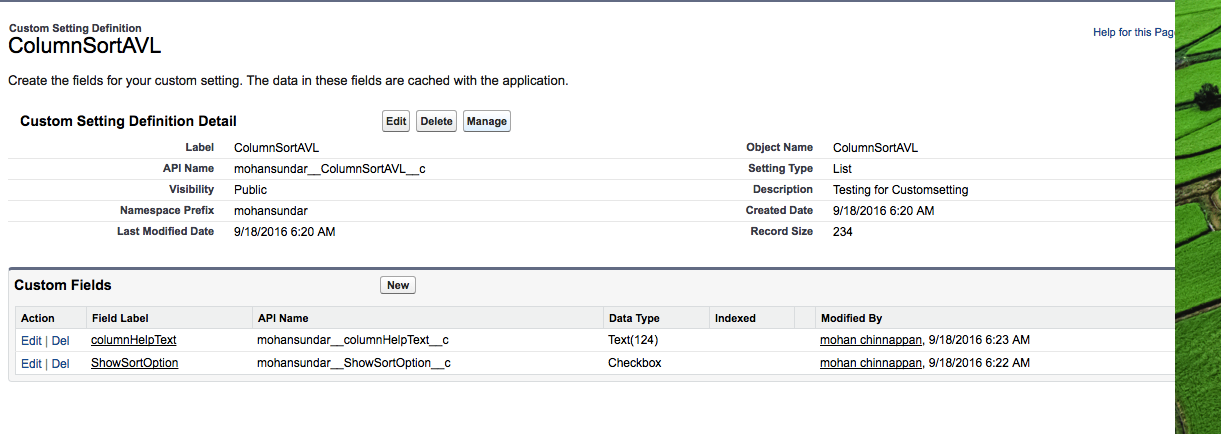 Custom Setting Definition
ColumnSortAVL
Help for this Page
Create the fields for your custom setting. The data in these fields are cached with the application.
Custom Setting Definition Detail Edit Delete Manage
Label ColumnSortAVL Object Name ColumnSortAVL
API Name mohansundar__ColumnSortAVL__c Setting Type List
Visibility Public Description Testing for Customsetting
Namespace Prefix mohansundar Created Date 9/18/2016 6:20 AM
Last Modified Date 9/18/2016 6:20 AM Record Size 234
Custom Fields New
Action Field Label API Name Data Type Indexed Modified By
Edit | Del columnHelpText mohansundar__columnHelpText__c Text(124) mohan chinnappan, 9/18/2016 6:23 AM
Edit | Del ShowSortOption mohansundar__ShowSortOption__c Checkbox mohan chinnappan, 9/18/2016 6:22 AM